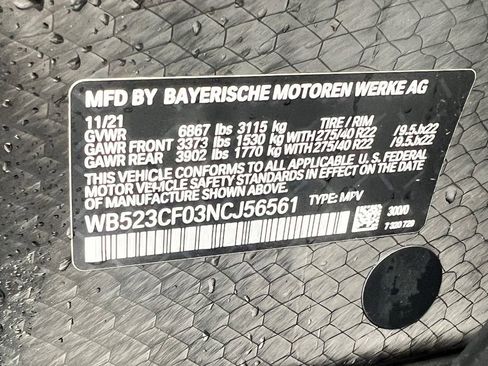 MFD BY BAYERISCHE MOTOREN WERKE AG
11/21 TIRE / RIM
GVWR 6867 lbs 3115 kg
GAWR FRONT 3373 lbs 1530 kg WITH 275/40 R22 /9.5Jx22
GAWR REAR 3902 lbs 1770 kg WITH 275/40 R22 /9.5Jx22
THIS VEHICLE CONFORMS TO ALL APPLICABLE U.S. FEDERAL
MOTOR VEHICLE SAFETY STANDARDS IN EFFECT ON THE
DATE OF MANUFACTURE SHOWN ABOVE.
WB523CF03NCJ56561 TYPE: MPV
300/0